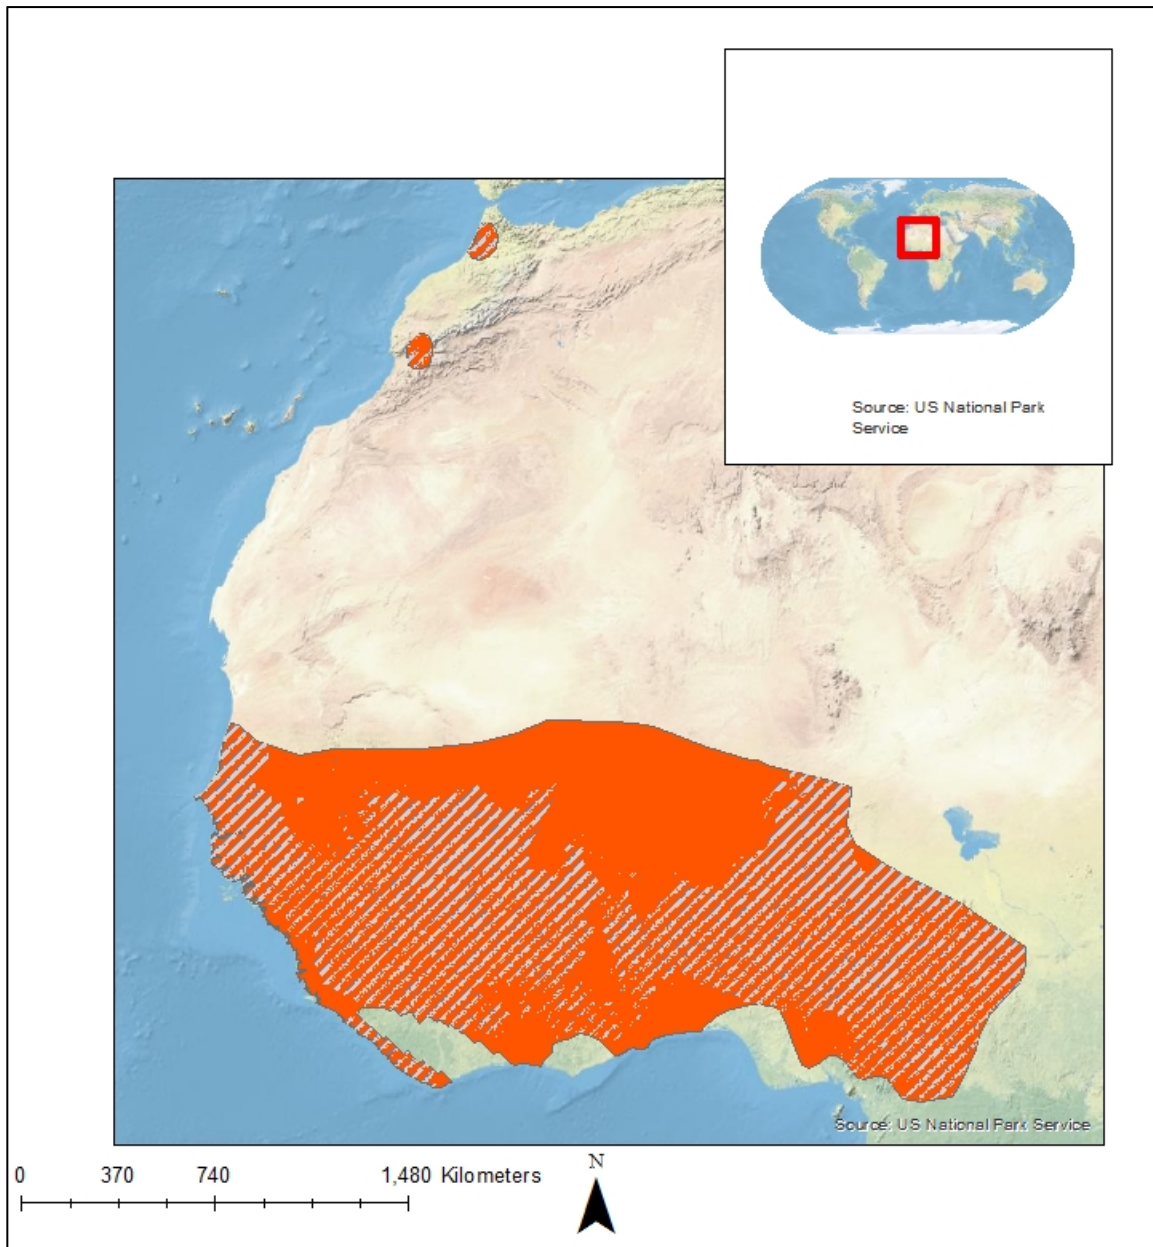 Source: US National Park
Service
Source: US National Park Service
0 370 740 1,480 Kilometers
N